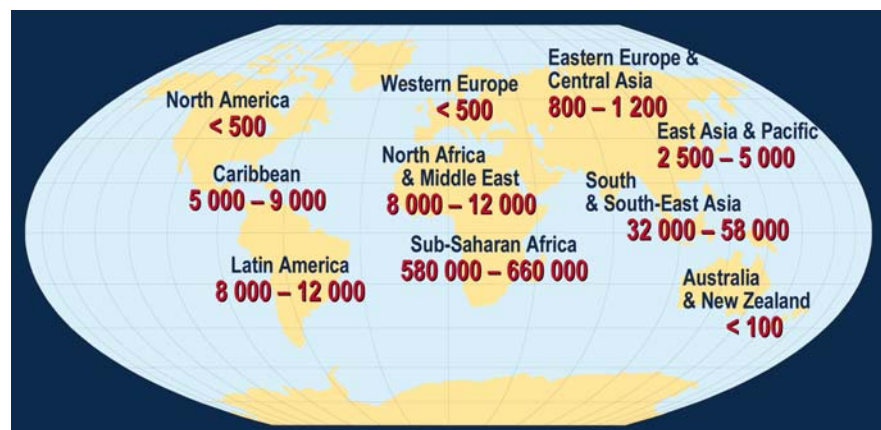 Eastern Europe &
Central Asia
800 – 1 200
Western Europe
< 500
North America
< 500
East Asia & Pacific
2 500 – 5 000
North Africa
& Middle East
8 000 – 12 000
Caribbean
5 000 – 9 000
South
& South-East Asia
32 000 – 58 000
Sub-Saharan Africa
580 000 – 660 000
Latin America
8 000 – 12 000
Australia
& New Zealand
< 100